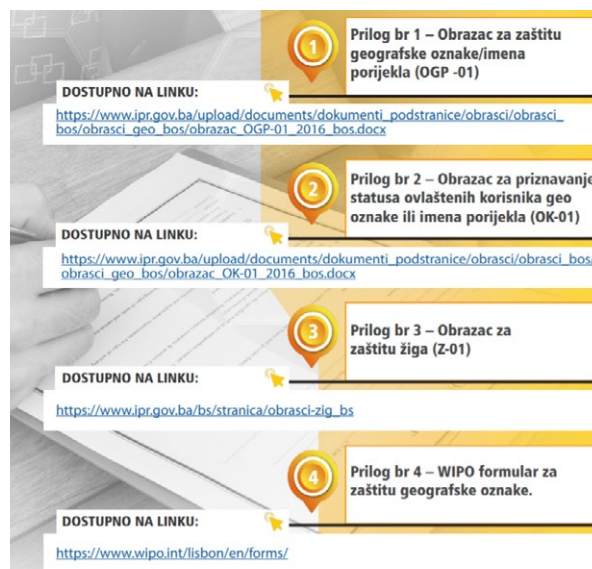 1
Prilog br 1 – Obrazac za zaštitu
geografske oznake/imena
porijekla (OGP -01)
DOSTUPNO NA LINKU:
https://www.ipr.gov.ba/upload/documents/dokumenti_podstranice/obrasci/obrasci_
bos/obrasci_geo_bos/obrazac_OGP-01_2016_bos.docx
2
Prilog br 2 – Obrazac za priznavanje
statusa ovlaštenih korisnika geo
oznake ili imena porijekla (OK-01)
DOSTUPNO NA LINKU:
https://www.ipr.gov.ba/upload/documents/dokumenti_podstranice/obrasci/obrasci_bos/
obrasci_geo_bos/obrazac_OK-01_2016_bos.docx
3
Prilog br 3 – Obrazac za
zaštitu žiga (Z-01)
DOSTUPNO NA LINKU:
https://www.ipr.gov.ba/bs/stranica/obrasci-zig_bs
4
Prilog br 4 – WIPO formular za
zaštitu geografske oznake.
DOSTUPNO NA LINKU:
https://www.wipo.int/lisbon/en/forms/